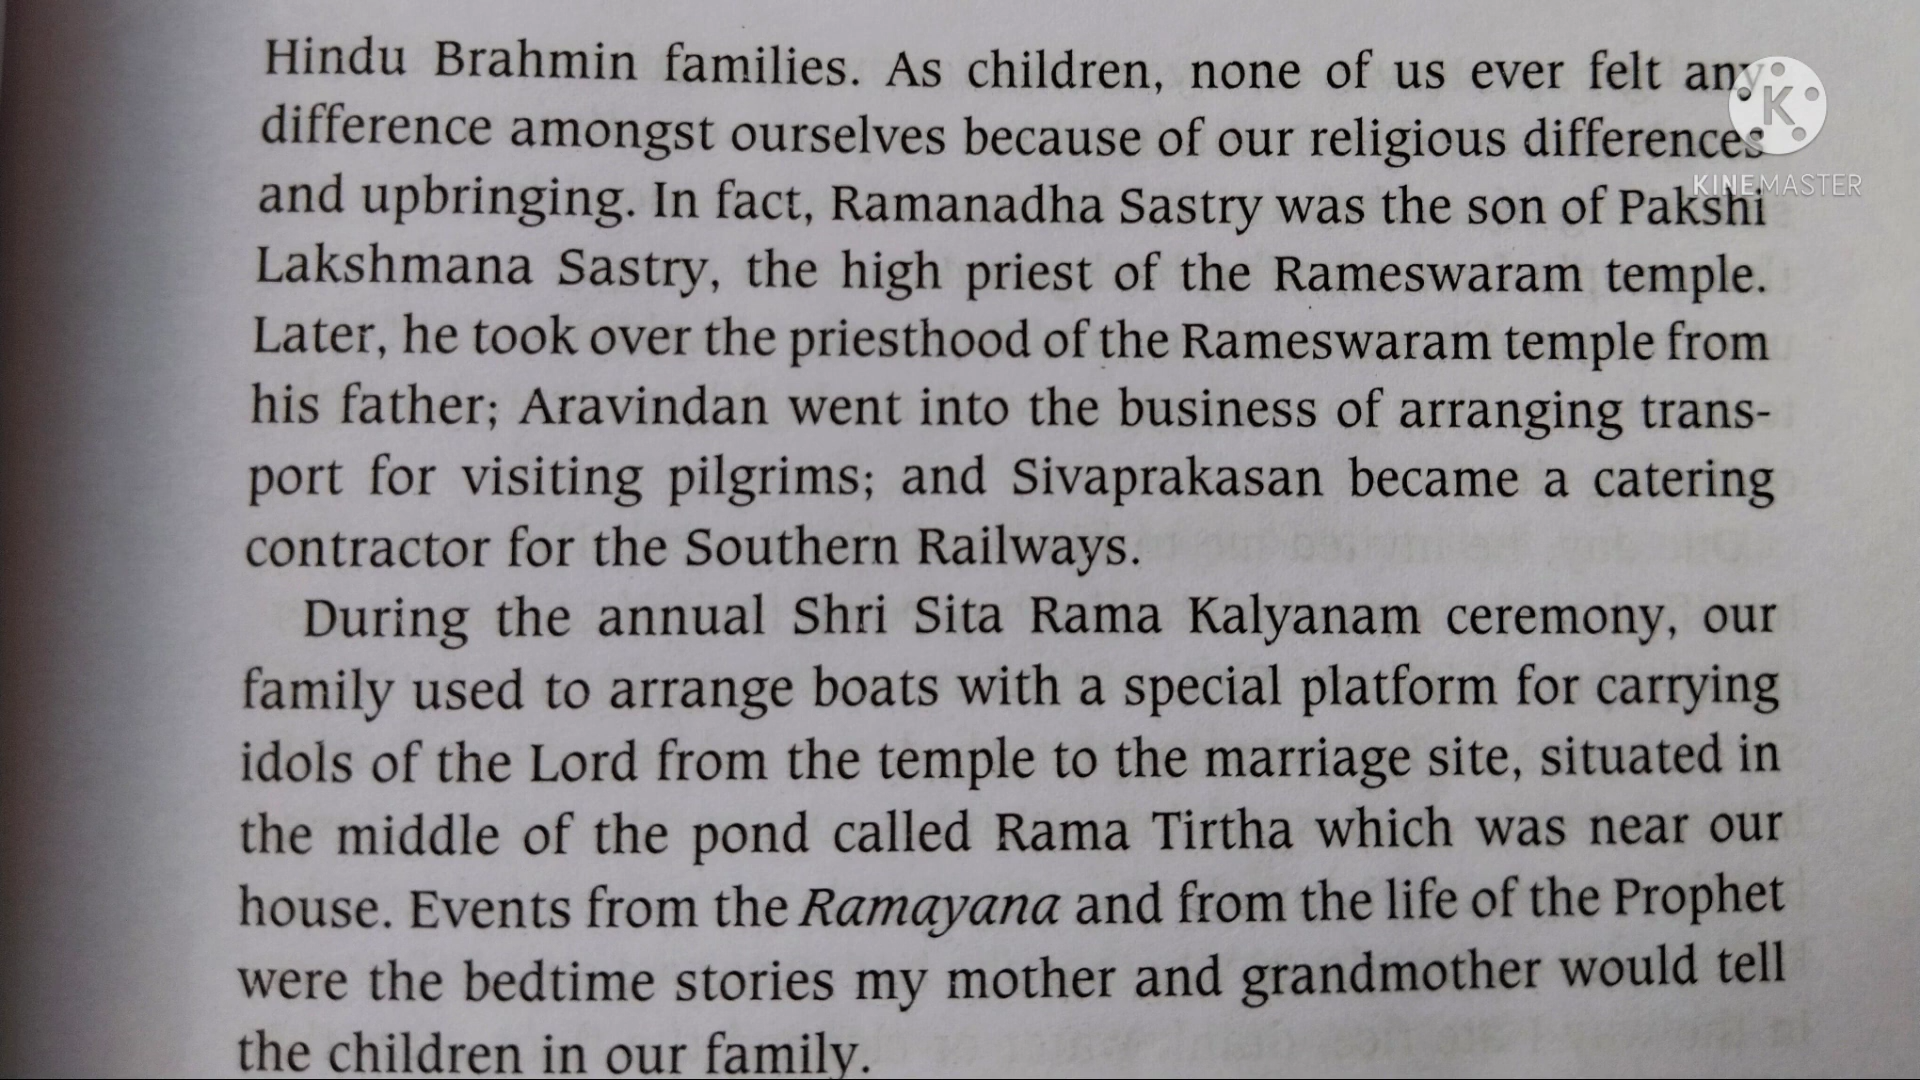 Hindu Brahmin families. As children, none of us ever felt any
difference amongst ourselves because of our religious differences
and upbringing. In fact, Ramanadha Sastry was the son of Pakshi
Lakshmana Sastry, the high priest of the Rameswaram temple.
Later, he took over the priesthood of the Rameswaram temple from
his father; Aravindan went into the business of arranging trans-
port for visiting pilgrims; and Sivaprakasan became a catering
contractor for the Southern Railways.
During the annual Shri Sita Rama Kalyanam ceremony, our
family used to arrange boats with a special platform for carrying
idols of the Lord from the temple to the marriage site, situated in
the middle of the pond called Rama Tirtha which was near our
house. Events from the Ramayana and from the life of the Prophet
were the bedtime stories my mother and grandmother would tell
the children in our family.
K
KINEMASTER